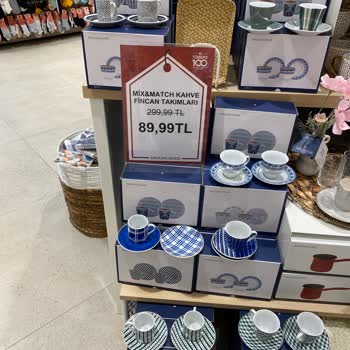 100
MİX&MATCH KAHVE
FİNCAN TAKIMLARI
299,99 TL
89,99TL